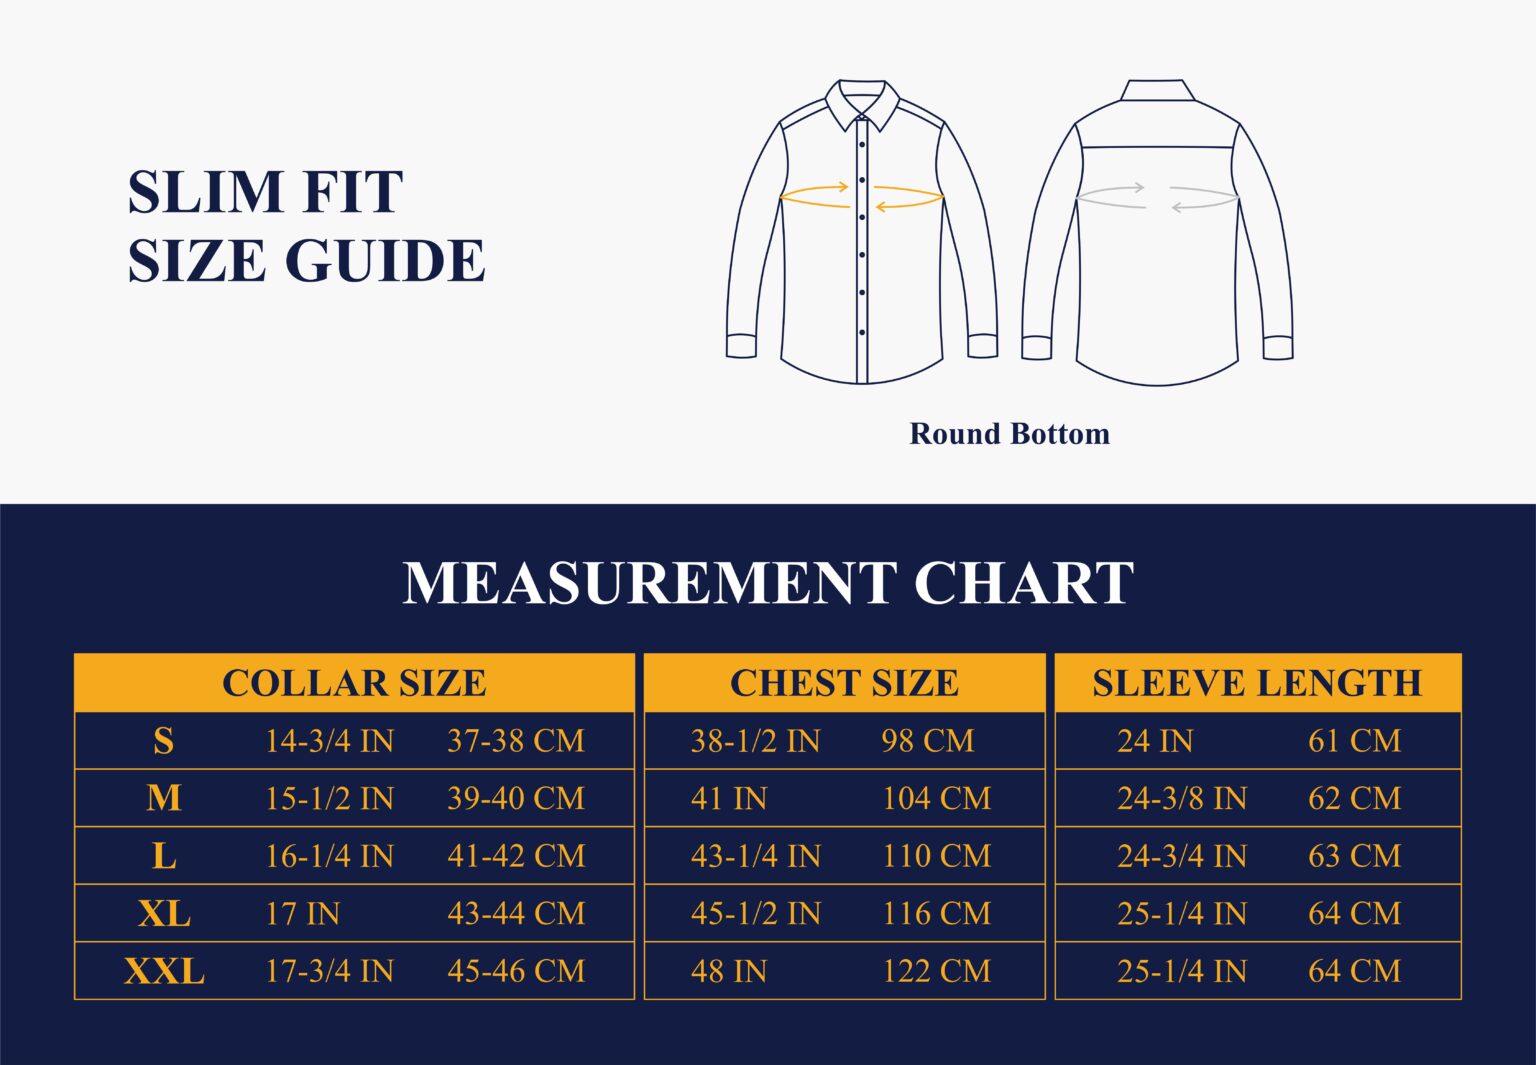 SLIM FIT
SIZE GUIDE
Round Bottom
MEASUREMENT CHART
COLLAR SIZE CHEST SIZE SLEEVE LENGTH
S 14-3/4 IN 37-38 CM 38-1/2 IN 98 CM 24 IN 61 CM
M 15-1/2 IN 39-40 CM 41 IN 104 CM 24-3/8 IN 62 CM
L 16-1/4 IN 41-42 CM 43-1/4 IN 110 CM 24-3/4 IN 63 CM
XL 17 IN 43-44 CM 45-1/2 IN 116 CM 25-1/4 IN 64 CM
XXL 17-3/4 IN 45-46 CM 48 IN 122 CM 25-1/4 IN 64 CM